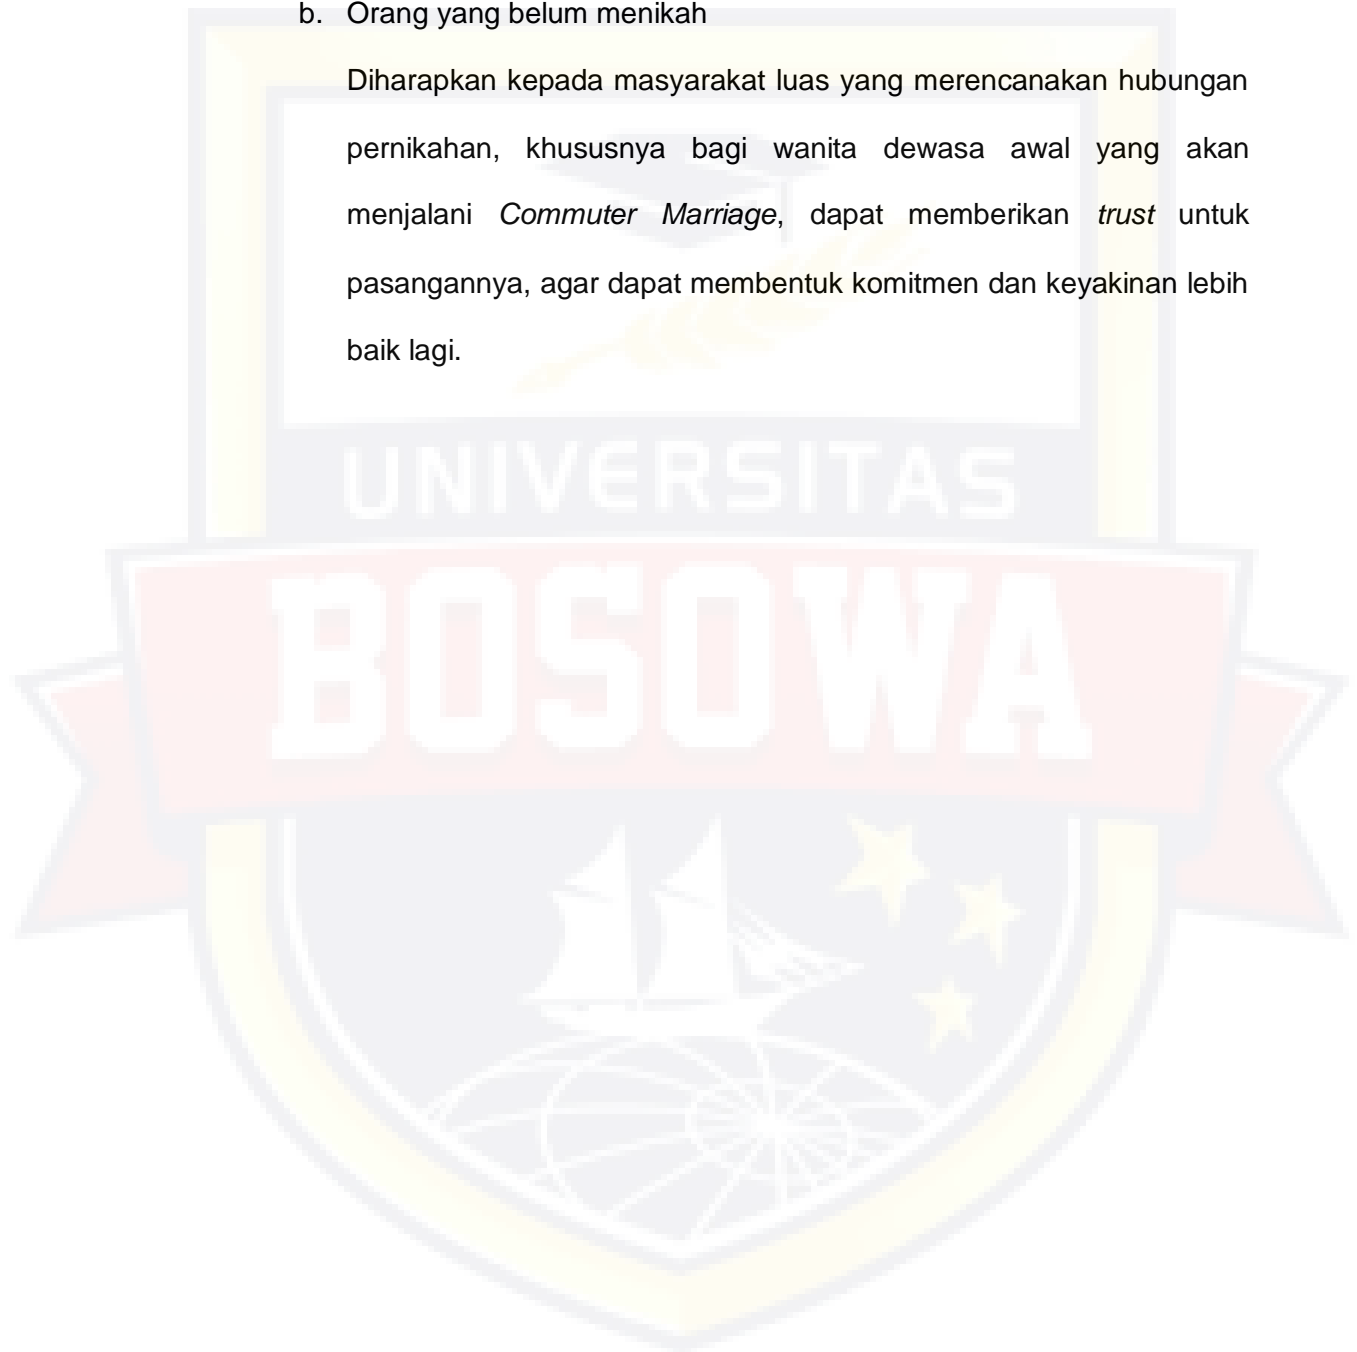 b. Orang yang belum menikah
Diharapkan kepada masyarakat luas yang merencanakan hubungan
pernikahan, khususnya bagi wanita dewasa awal yang akan
menjalani Commuter Marriage, dapat memberikan trust untuk
pasangannya, agar dapat membentuk komitmen dan keyakinan lebih
baik lagi.
UNIVERSITAS
BOSOWA